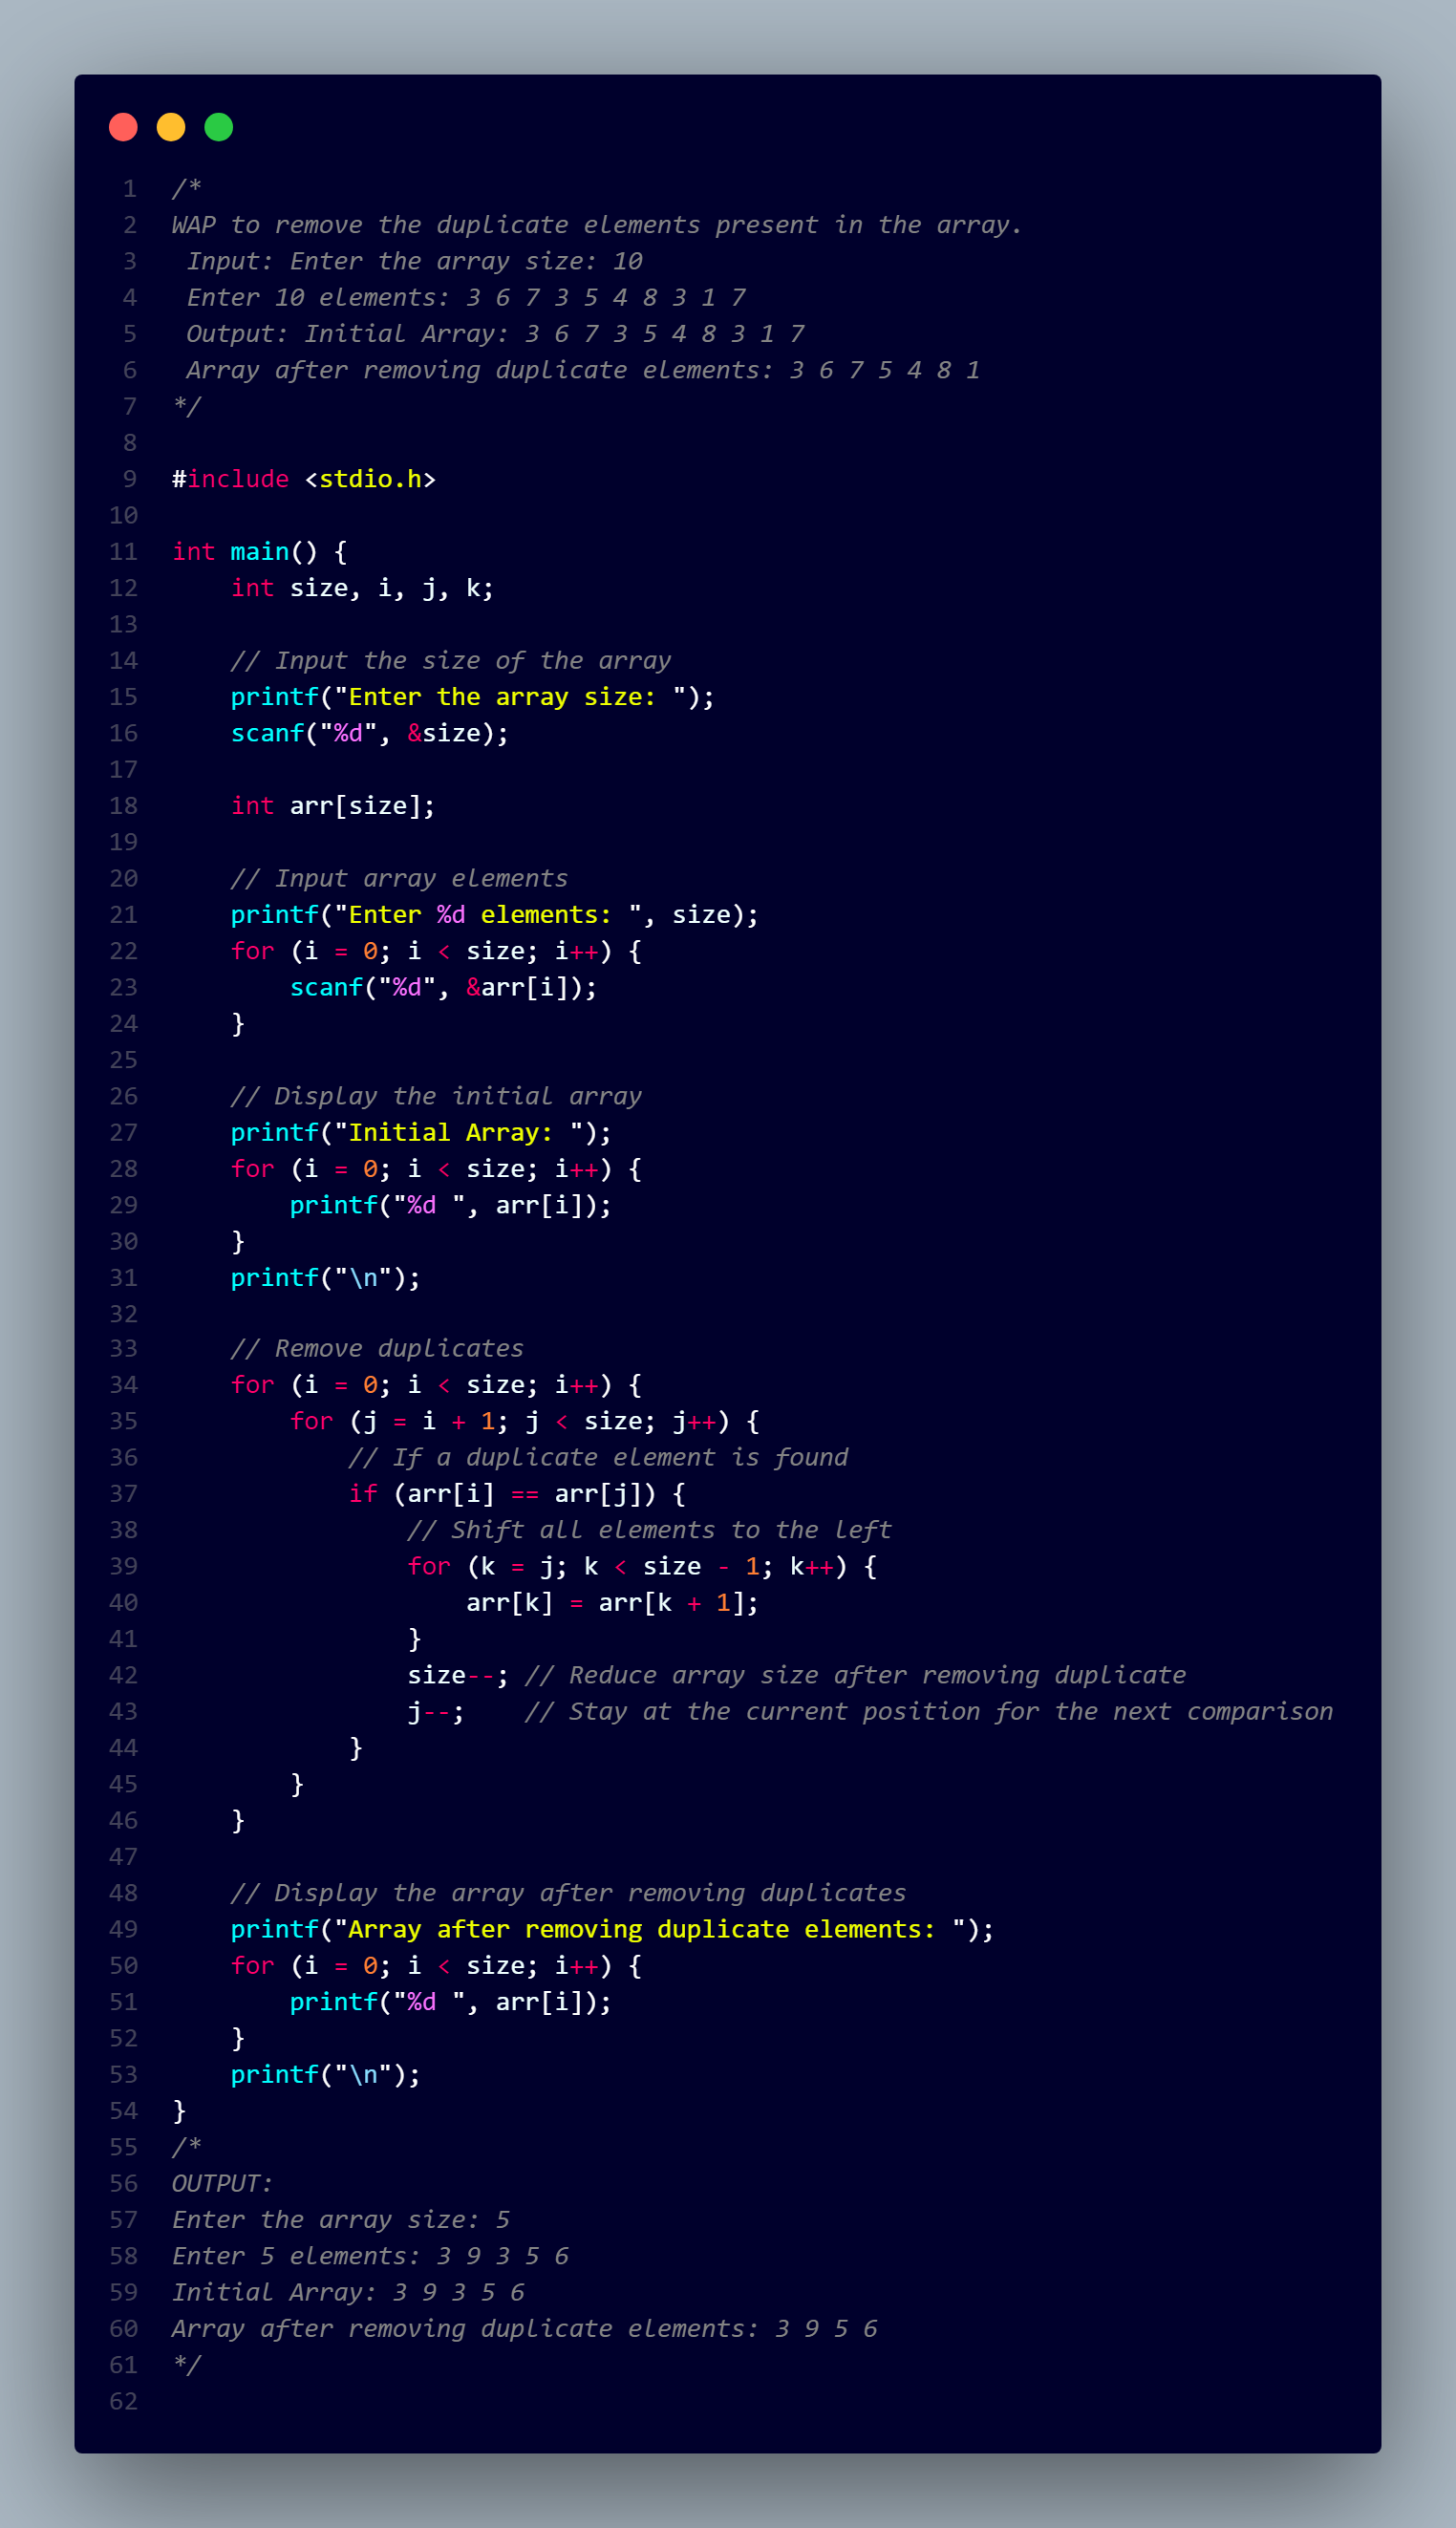 1 /*
2 WAP to remove the duplicate elements present in the array.
3  Input: Enter the array size: 10
4  Enter 10 elements: 3 6 7 3 5 4 8 3 1 7
5  Output: Initial Array: 3 6 7 3 5 4 8 3 1 7
6  Array after removing duplicate elements: 3 6 7 5 4 8 1
7 */
8
9 #include <stdio.h>
10
11 int main() {
12     int size, i, j, k;
13
14     // Input the size of the array
15     printf("Enter the array size: ");
16     scanf("%d", &size);
17
18     int arr[size];
19
20     // Input array elements
21     printf("Enter %d elements: ", size);
22     for (i = 0; i < size; i++) {
23         scanf("%d", &arr[i]);
24     }
25
26     // Display the initial array
27     printf("Initial Array: ");
28     for (i = 0; i < size; i++) {
29         printf("%d ", arr[i]);
30     }
31     printf("\n");
32
33     // Remove duplicates
34     for (i = 0; i < size; i++) {
35         for (j = i + 1; j < size; j++) {
36             // If a duplicate element is found
37             if (arr[i] == arr[j]) {
38                 // Shift all elements to the left
39                 for (k = j; k < size - 1; k++) {
40                     arr[k] = arr[k + 1];
41                 }
42                 size--; // Reduce array size after removing duplicate
43                 j--;    // Stay at the current position for the next comparison
44             }
45         }
46     }
47
48     // Display the array after removing duplicates
49     printf("Array after removing duplicate elements: ");
50     for (i = 0; i < size; i++) {
51         printf("%d ", arr[i]);
52     }
53     printf("\n");
54 }
55 /*
56 OUTPUT:
57 Enter the array size: 5
58 Enter 5 elements: 3 9 3 5 6
59 Initial Array: 3 9 3 5 6
60 Array after removing duplicate elements: 3 9 5 6
61 */
62